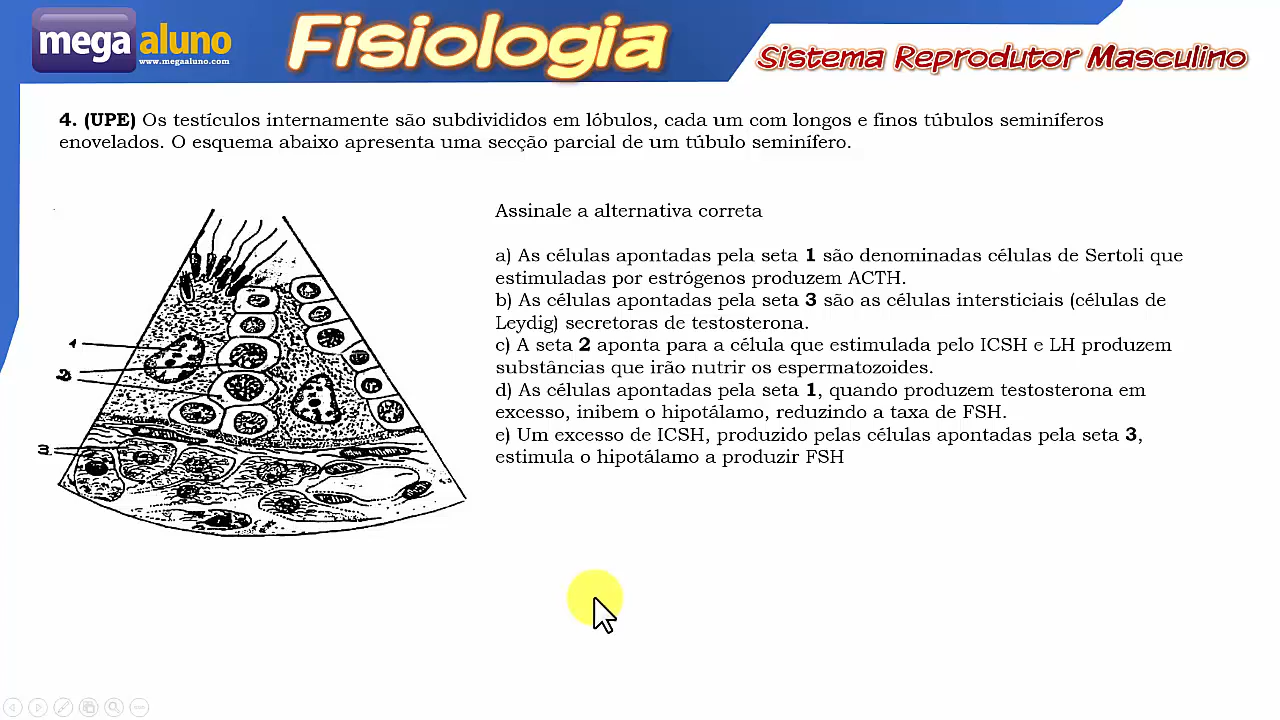 mega aluno
www.megaaluno.com
Fisiologia
Sistema Reprodutor Masculino
4. (UPE) Os testículos internamente são subdivididos em lóbulos, cada um com longos e finos túbulos seminíferos
enovelados. O esquema abaixo apresenta uma secção parcial de um túbulo seminífero.
Assinale a alternativa correta
a) As células apontadas pela seta 1 são denominadas células de Sertoli que
estimuladas por estrógenos produzem ACTH.
b) As células apontadas pela seta 3 são as células intersticiais (células de
Leydig) secretoras de testosterona.
c) A seta 2 aponta para a célula que estimulada pelo ICSH e LH produzem
substâncias que irão nutrir os espermatozoides.
d) As células apontadas pela seta 1, quando produzem testosterona em
excesso, inibem o hipotálamo, reduzindo a taxa de FSH.
e) Um excesso de ICSH, produzido pelas células apontadas pela seta 3,
estimula o hipotálamo a produzir FSH
1
2
3